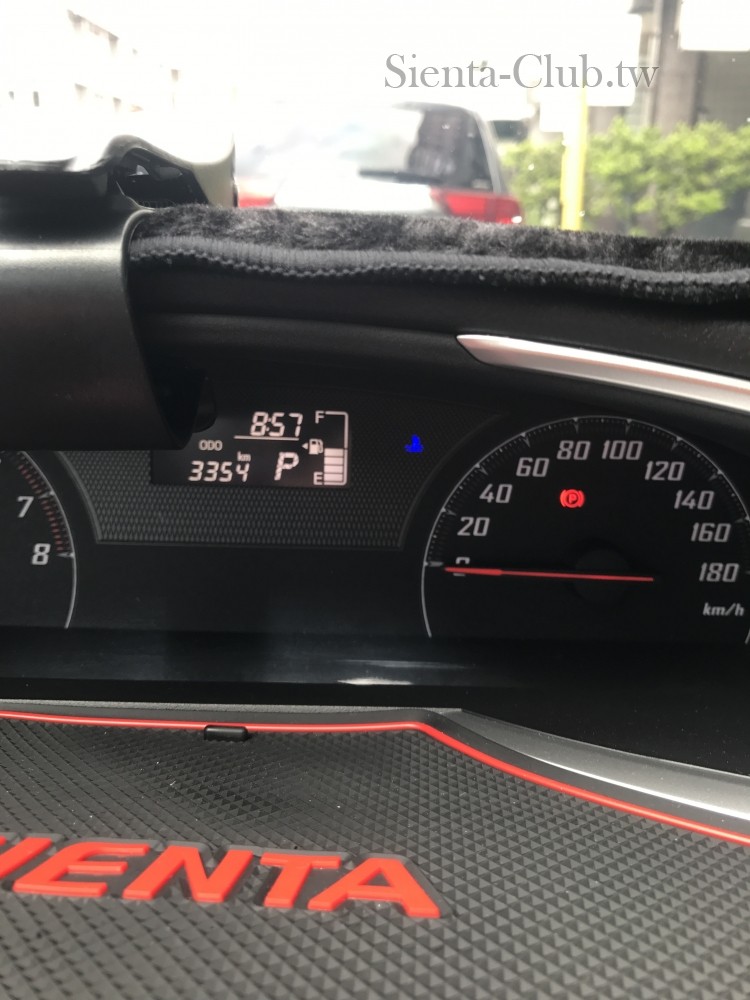 Sienta-Club.tw
8:57 F
ODO km
3354 P E
80 100
60 120
40 140
20 160
0 180
km/h
7
8
P
SIENTA